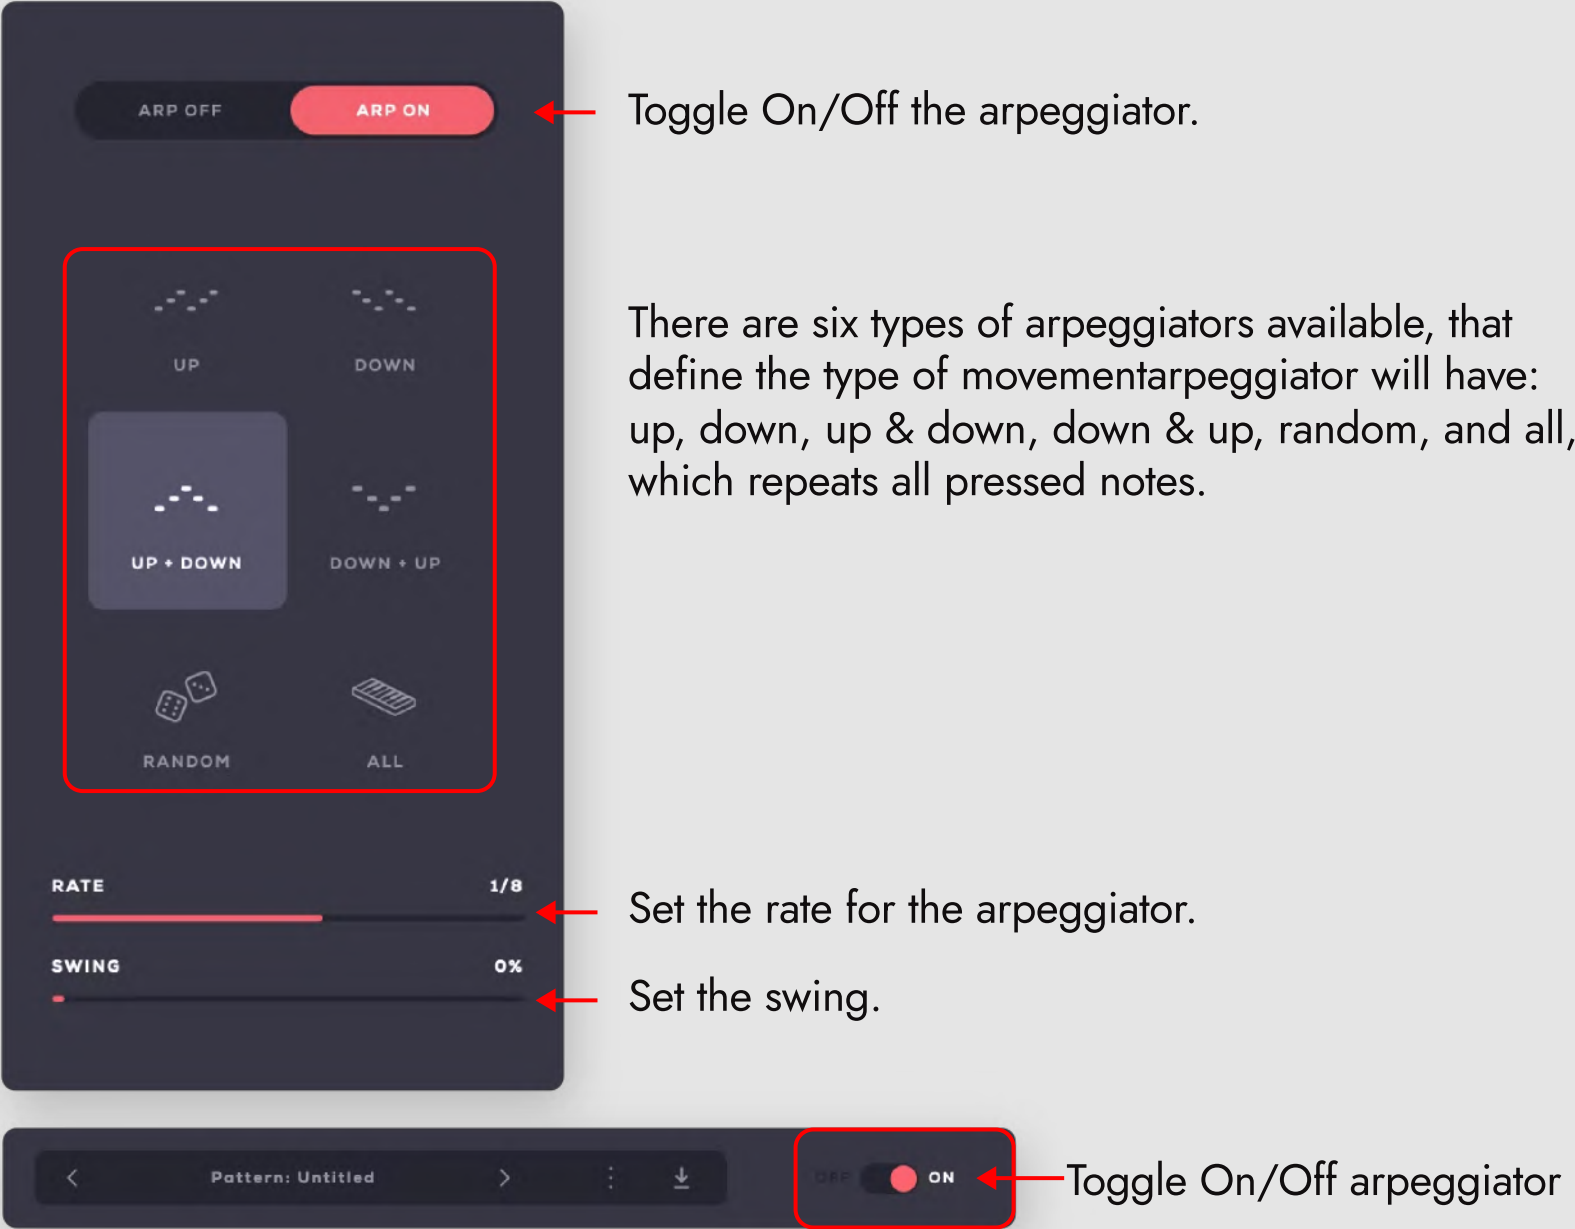 ARP OFF ARP ON
Toggle On/Off the arpeggiator.
UP DOWN
There are six types of arpeggiators available, that
define the type of movementarpeggiator will have:
up, down, up & down, down & up, random, and all,
which repeats all pressed notes.
UP + DOWN DOWN + UP
RANDOM ALL
RATE 1/8
Set the rate for the arpeggiator.
SWING 0%
Set the swing.
Pattern: Untitled OFF ON
Toggle On/Off arpeggiator